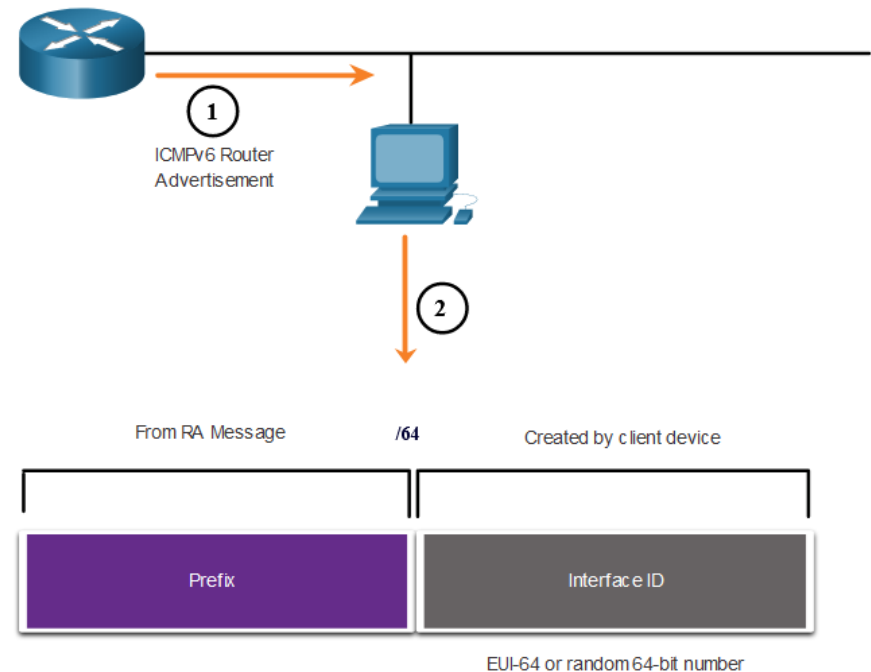 1
ICMPv6 Router
Advertisement
2
From RA Message
/64
Created by client device
Prefix
Interface ID
EUI-64 or random 64-bit number